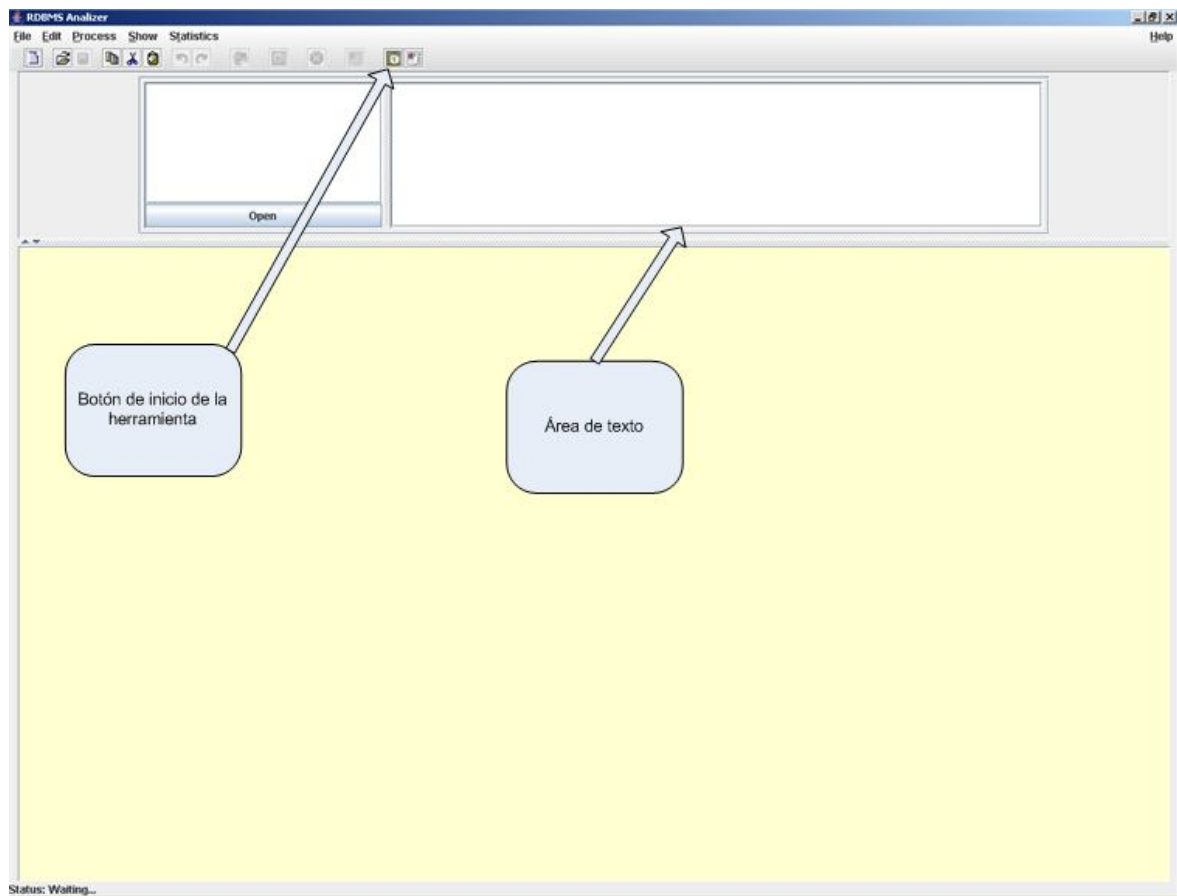 RDBMS Analizer
File Edit Process Show Statistics Help
Open
Botón de inicio de la
herramienta
Área de texto
Status: Waiting...